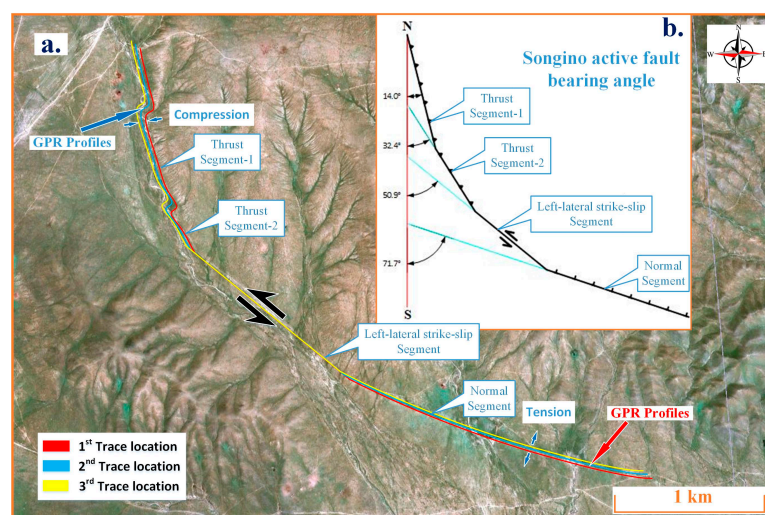 a.
Compression
GPR Profiles
Thrust
Segment-1
Thrust
Segment-2
Left-lateral strike-slip
Segment
Normal
Segment
Tension
GPR Profiles
1st Trace location
2nd Trace location
3rd Trace location
1 km
b.
N
Songino active fault
bearing angle
14.0°
Thrust
Segment-1
32.4°
Thrust
Segment-2
50.9°
Left-lateral strike-slip
Segment
71.7°
Normal
Segment
S
N
W
E
S